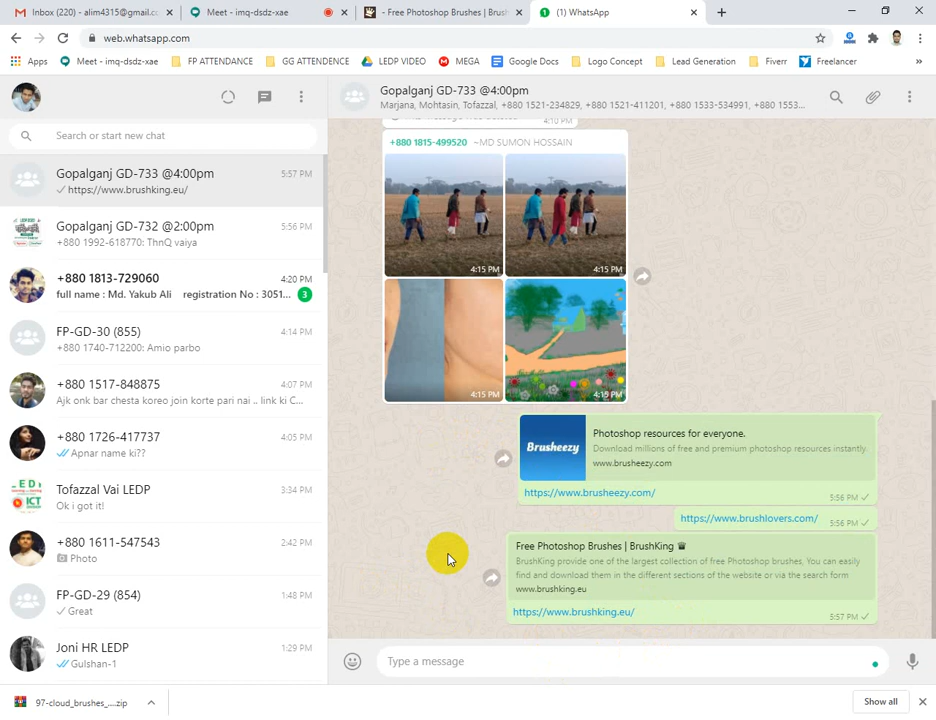 Inbox (220) - alim4315@gmail.c
Meet - imq-dsdz-xae
- Free Photoshop Brushes | Brush
(1) WhatsApp
web.whatsapp.com
Apps
Meet - imq-dsdz-xae
FP ATTENDANCE
GG ATTENDENCE
LEDP VIDEO
MEGA
Google Docs
Logo Concept
Lead Generation
Fiverr
Freelancer
»
Search or start new chat
Gopalganj GD-733 @4:00pm
5:57 PM
https://www.brushking.eu/
Gopalganj GD-732 @2:00pm
5:56 PM
+880 1992-618770: ThnQ vaiya
+880 1813-729060
4:20 PM
full name : Md. Yakub Ali registration No : 3051...
3
FP-GD-30 (855)
4:14 PM
+880 1740-712200: Amio parbo
+880 1517-848875
4:07 PM
Ajk onk bar chesta koreo join korte pari nai .. link ki C...
+880 1726-417737
4:05 PM
Apnar name ki??
Tofazzal Vai LEDP
3:34 PM
Ok i got it!
+880 1611-547543
2:42 PM
Photo
FP-GD-29 (854)
1:48 PM
Great
Joni HR LEDP
1:29 PM
Gulshan-1
Gopalganj GD-733 @4:00pm
Marjana, Mohtasin, Tofazzal, +880 1521-234829, +880 1521-411201, +880 1533-534991, +880 1553...
4:10 PM
+880 1815-499520 ~MD SUMON HOSSAIN
4:15 PM
4:15 PM
4:15 PM
4:15 PM
Brusheezy
Photoshop resources for everyone.
Download millions of free and premium photoshop resources instantly
www.brusheezy.com
https://www.brusheezy.com/
5:56 PM
https://www.brushlovers.com/
5:56 PM
Free Photoshop Brushes | BrushKing
BrushKing provide one of the largest collection of free Photoshop brushes, You can easily
find and download them in the different sections of the website or via the search form
www.brushking.eu
https://www.brushking.eu/
5:57 PM
Type a message
97-cloud_brushes_....zip
Show all